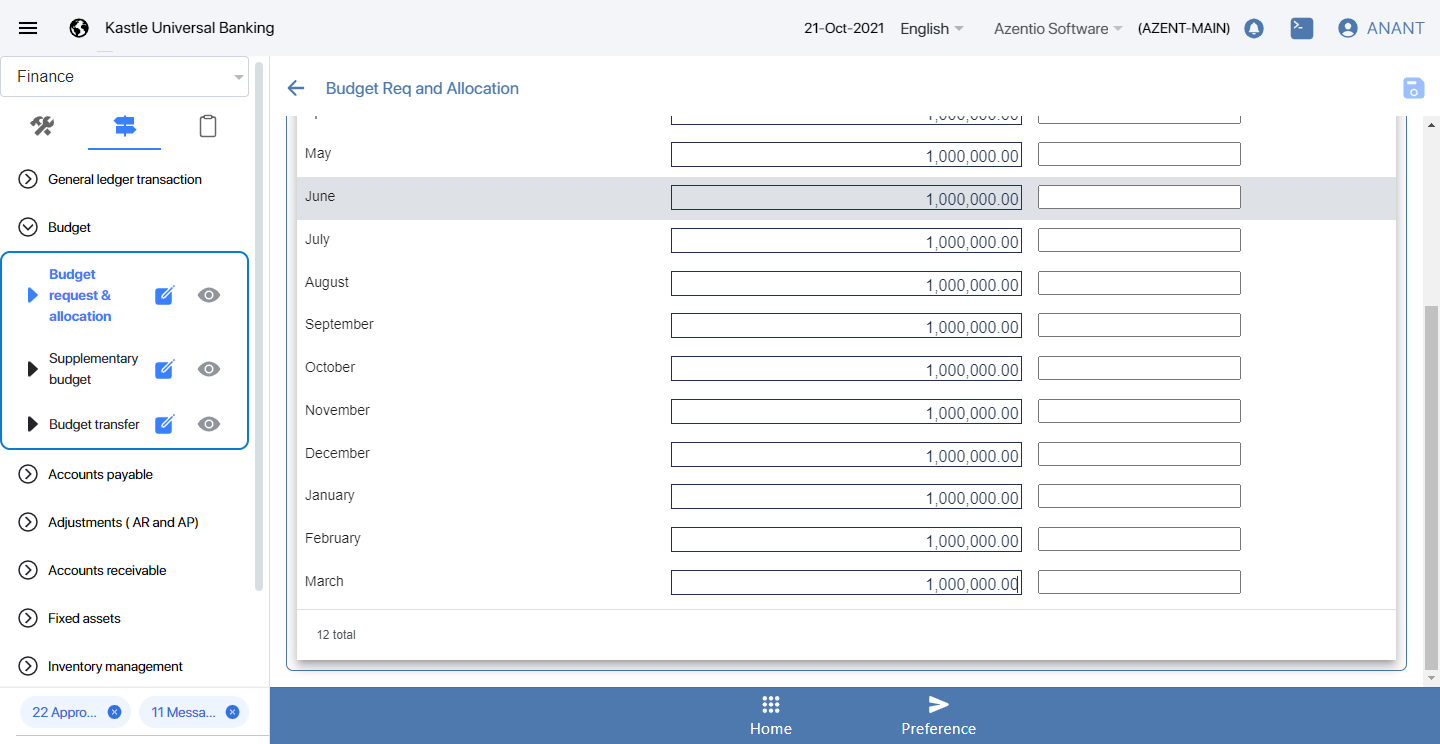 Kastle Universal Banking
21-Oct-2021 English Azentio Software (AZENT-MAIN) ANANT
Finance
Budget Req and Allocation
General ledger transaction
Budget
Budget
request &
allocation
Supplementary
budget
Budget transfer
Accounts payable
Adjustments ( AR and AP)
Accounts receivable
Fixed assets
Inventory management
22 Appro...
11 Messa...
1,000,000.00
May 1,000,000.00
June 1,000,000.00
July 1,000,000.00
August 1,000,000.00
September 1,000,000.00
October 1,000,000.00
November 1,000,000.00
December 1,000,000.00
January 1,000,000.00
February 1,000,000.00
March 1,000,000.00
12 total
Home
Preference